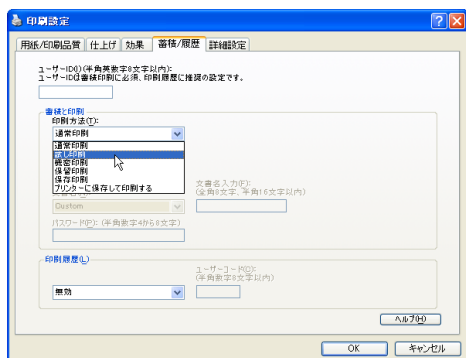 印刷設定
用紙/印刷品質 仕上げ 効果 蓄積/履歴 詳細設定
ユーザーID(I)(半角英数字8文字以内):
ユーザーIDは蓄積印刷に必須、印刷履歴に推奨の設定です。
蓄積と印刷
印刷方法(T):
通常印刷
通常印刷
試し印刷
機密印刷
保留印刷
保存印刷
プリンターに保存して印刷する
文書名入力(F):
(全角8文字、半角16文字以内)
Custom
パスワード(P): (半角数字4から8文字)
印刷履歴(L)
ユーザーコード(O):
(半角数字8文字以内)
無効
ヘルプ(H)
OK キャンセル